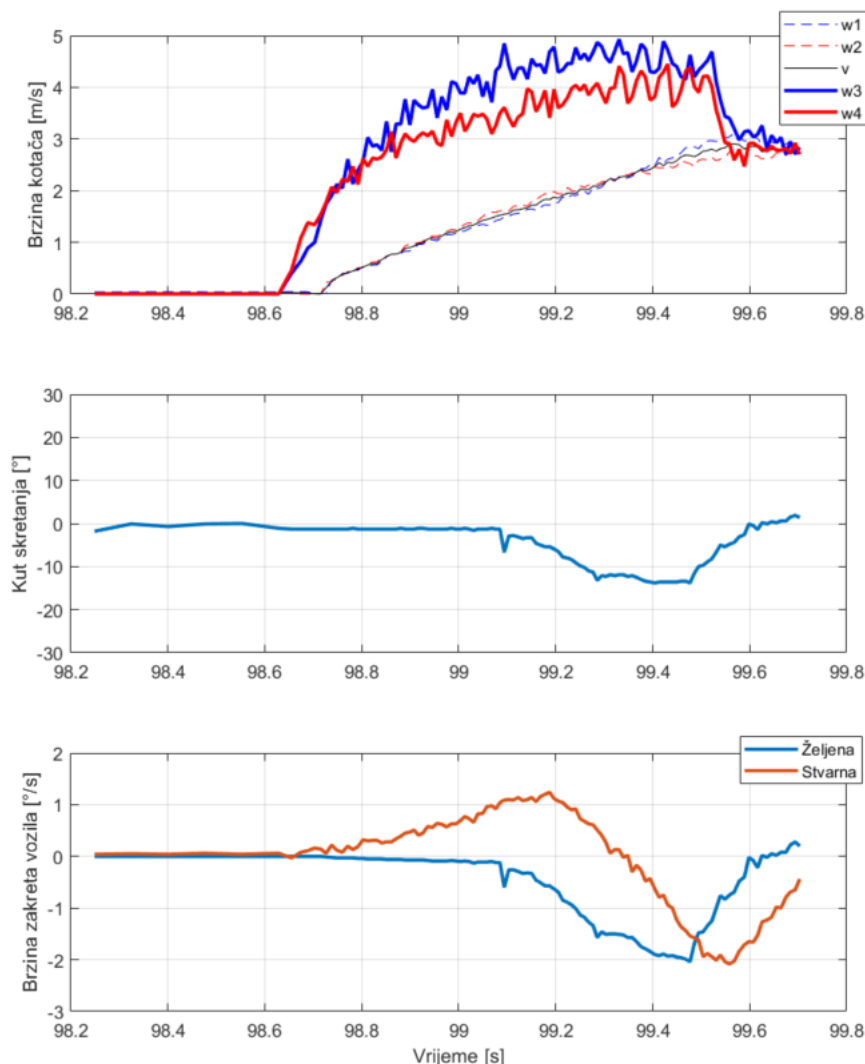 w1
w2
v
w3
w4
Brzina kotača [m/s]
5
4
3
2
1
0
98.2 98.4 98.6 98.8 99 99.2 99.4 99.6 99.8
Kut skretanja [°]
30
20
10
0
-10
-20
-30
98.2 98.4 98.6 98.8 99 99.2 99.4 99.6 99.8
Željena
Stvarna
Brzina zakreta vozila [°/s]
2
1
0
-1
-2
-3
98.2 98.4 98.6 98.8 99 99.2 99.4 99.6 99.8
Vrijeme [s]